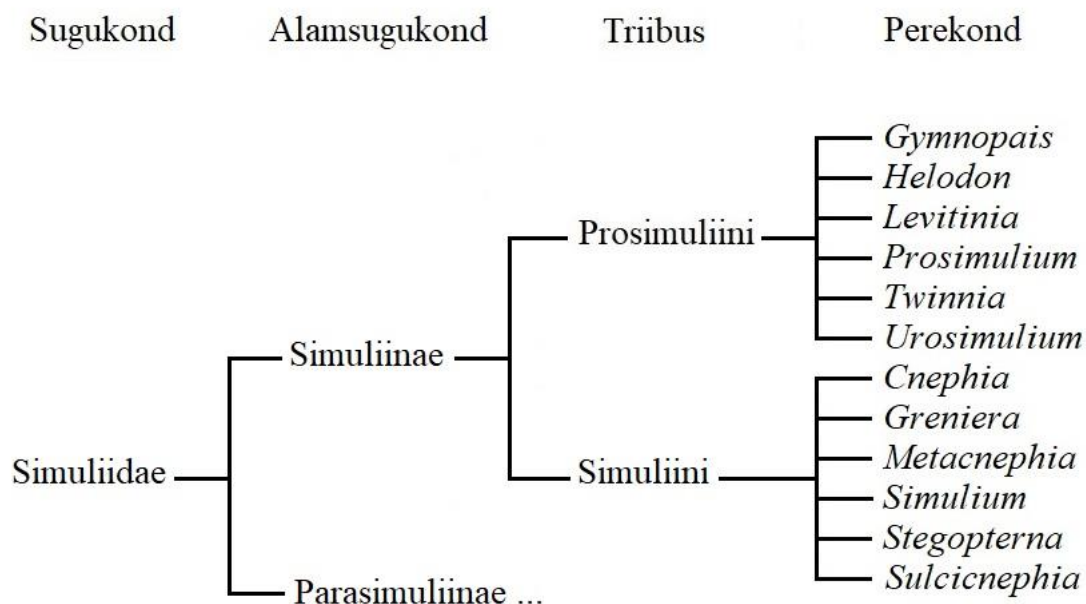 Sugukond Alamsugukond Triibus Perekond
Gymnopais
Helodon
Levitinia
Prosimuliini
Prosimulium
Twinnia
Urosimulium
Simuliinae
Cnephia
Greniera
Metacnephia
Simuliidae
Simuliini
Simulium
Stegopterna
Sulcicnephia
Parasimuliinae ...